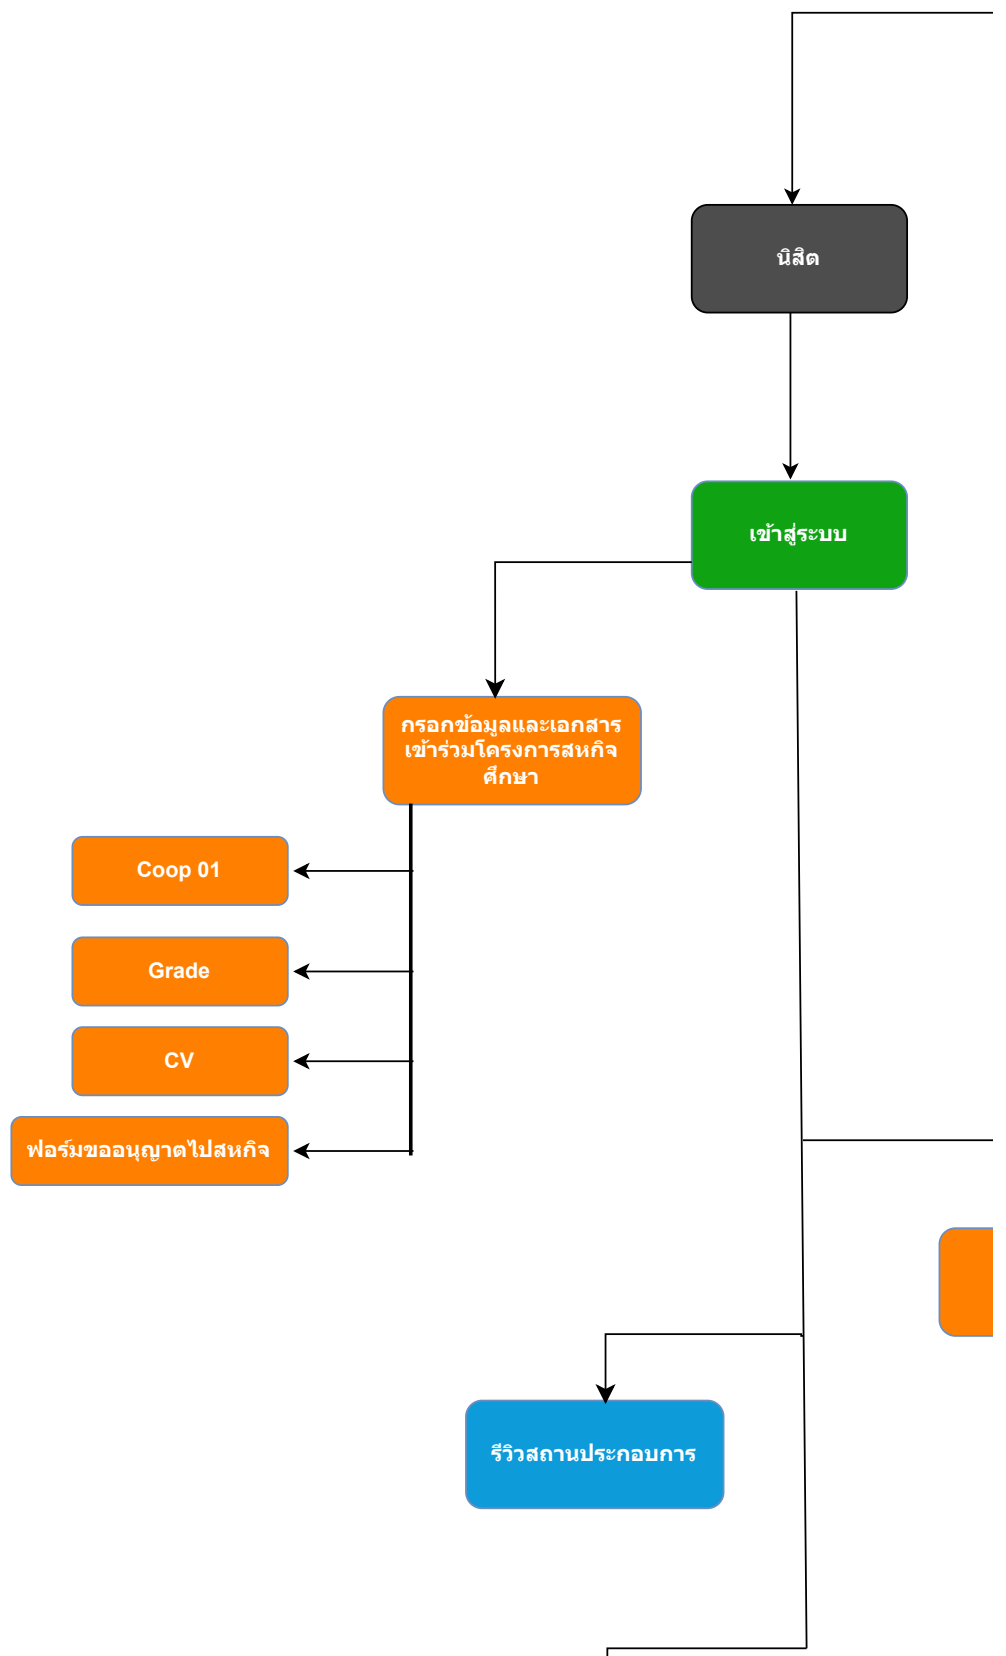 นิสิต
เข้าสู่ระบบ
กรอกข้อมูลและเอกสาร
เข้าร่วมโครงการสหกิจ
ศึกษา
Coop 01
Grade
CV
ฟอร์มขออนุญาตไปสหกิจ
รีวิวสถานประกอบการ